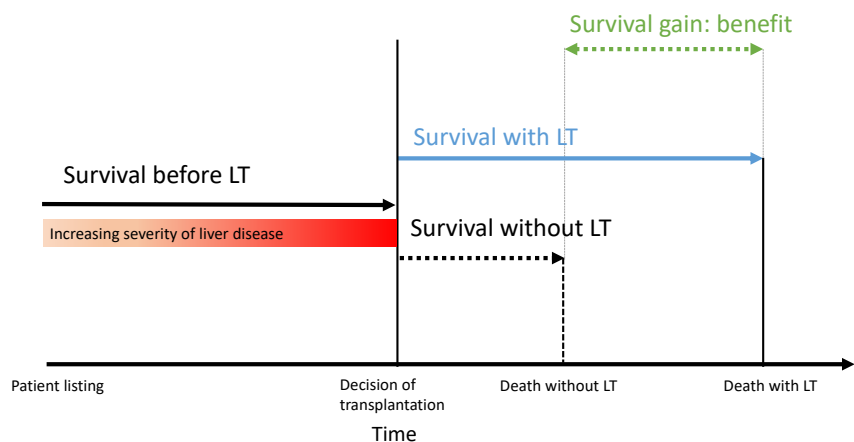 Survival gain: benefit
Survival with LT
Survival before LT
Increasing severity of liver disease
Survival without LT
Patient listing
Decision of
transplantation
Death without LT
Death with LT
Time